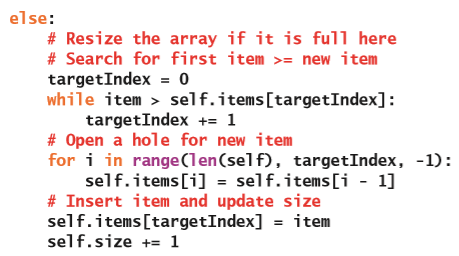 else:
    # Resize the array if it is full here
    # Search for first item >= new item
    targetIndex = 0
    while item > self.items[targetIndex]:
        targetIndex += 1
    # Open a hole for new item
    for i in range(len(self), targetIndex, -1):
        self.items[i] = self.items[i - 1]
    # Insert item and update size
    self.items[targetIndex] = item
    self.size += 1